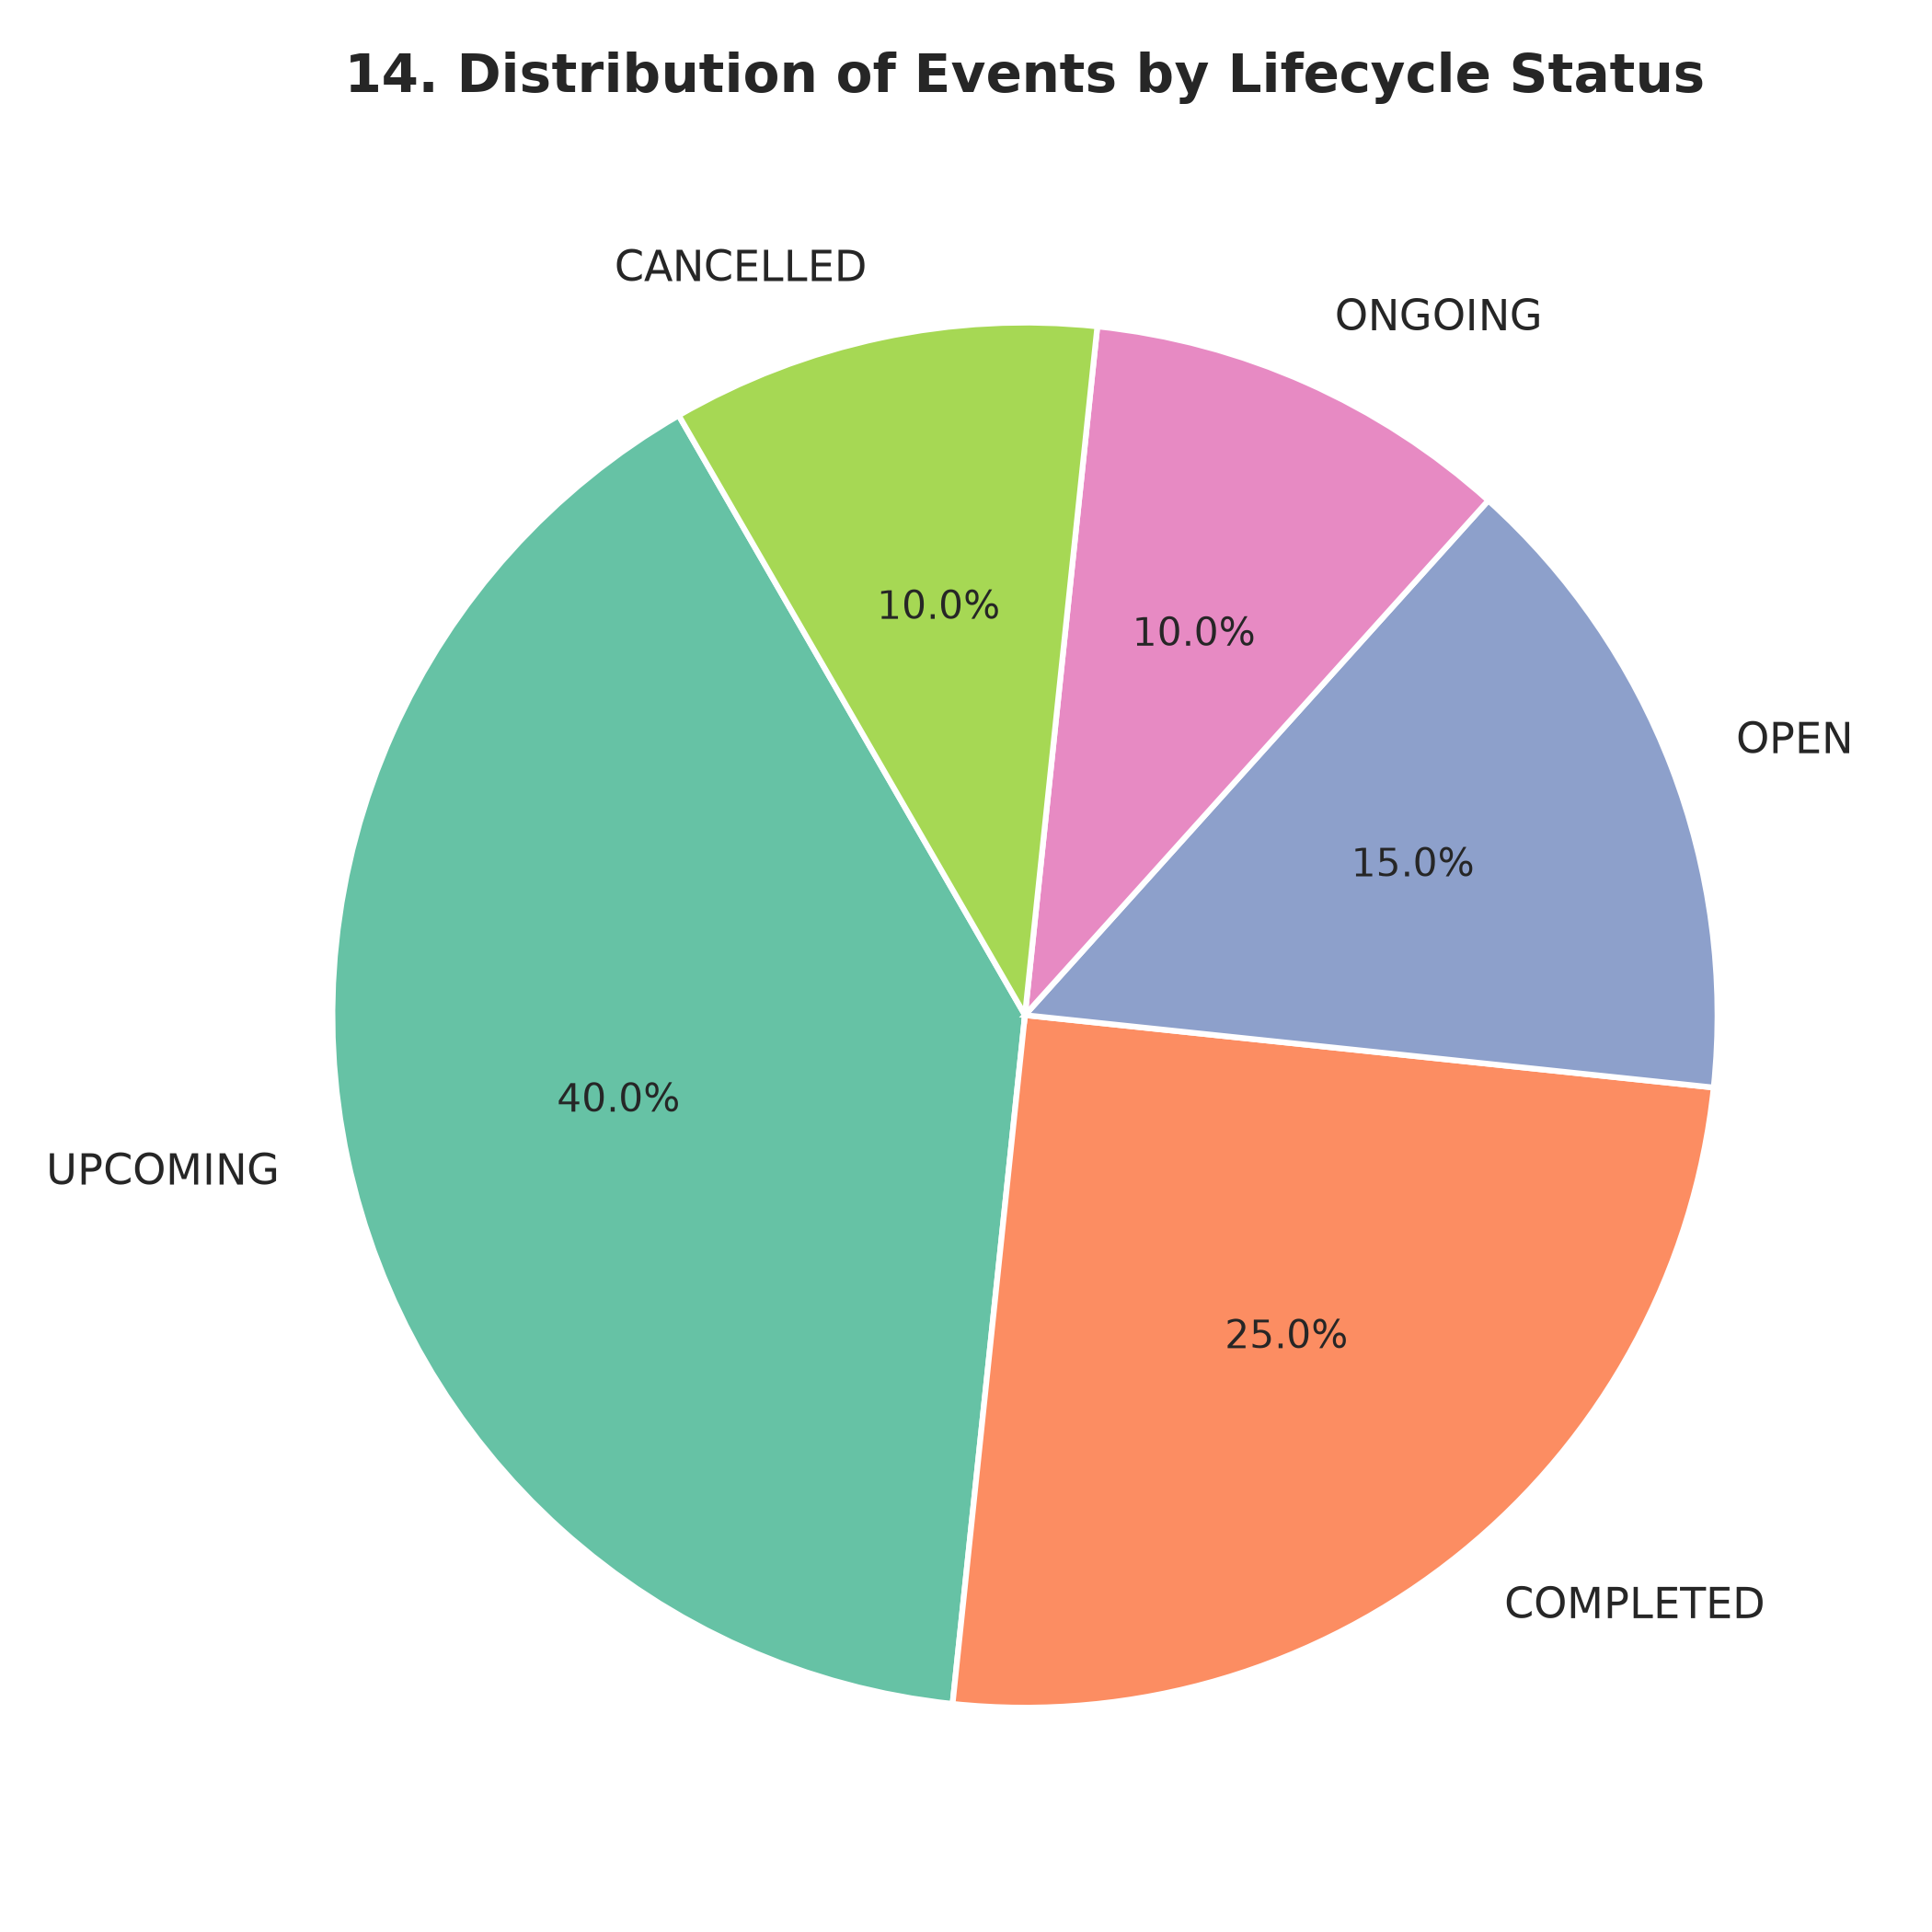 14. Distribution of Events by Lifecycle Status
CANCELLED
ONGOING
10.0%
10.0%
OPEN
15.0%
40.0%
UPCOMING
25.0%
COMPLETED